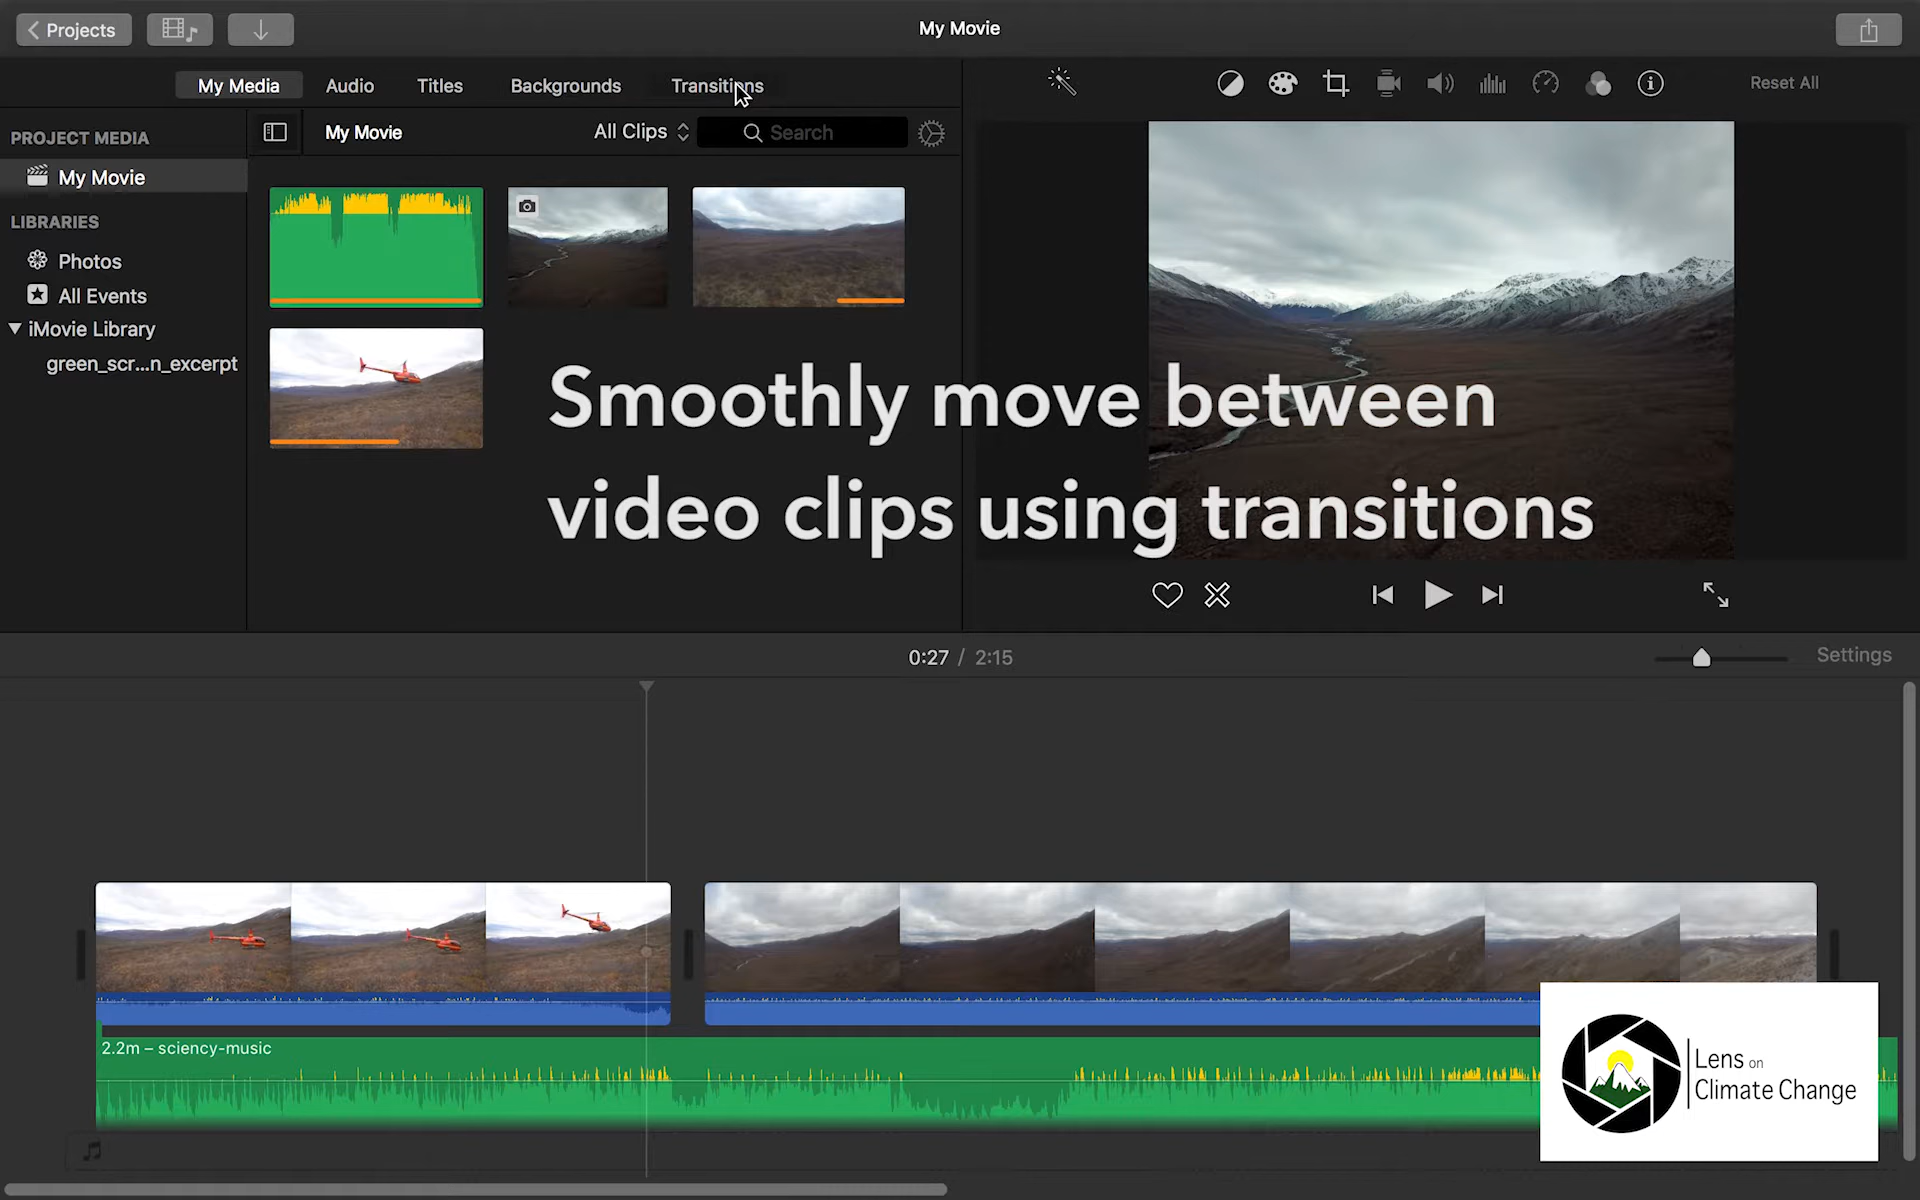 Projects
My Movie
My Media
Audio
Titles
Backgrounds
Transitions
Reset All
PROJECT MEDIA
My Movie
My Movie
All Clips
Search
LIBRARIES
Photos
All Events
iMovie Library
green_scr...n_excerpt
Smoothly move between
video clips using transitions
0:27 / 2:15
Settings
2.2m – sciency-music
Lens on
Climate Change